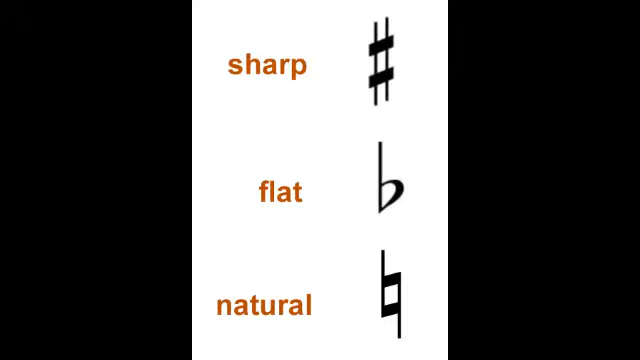 sharp ♯
flat ♭
natural ♮